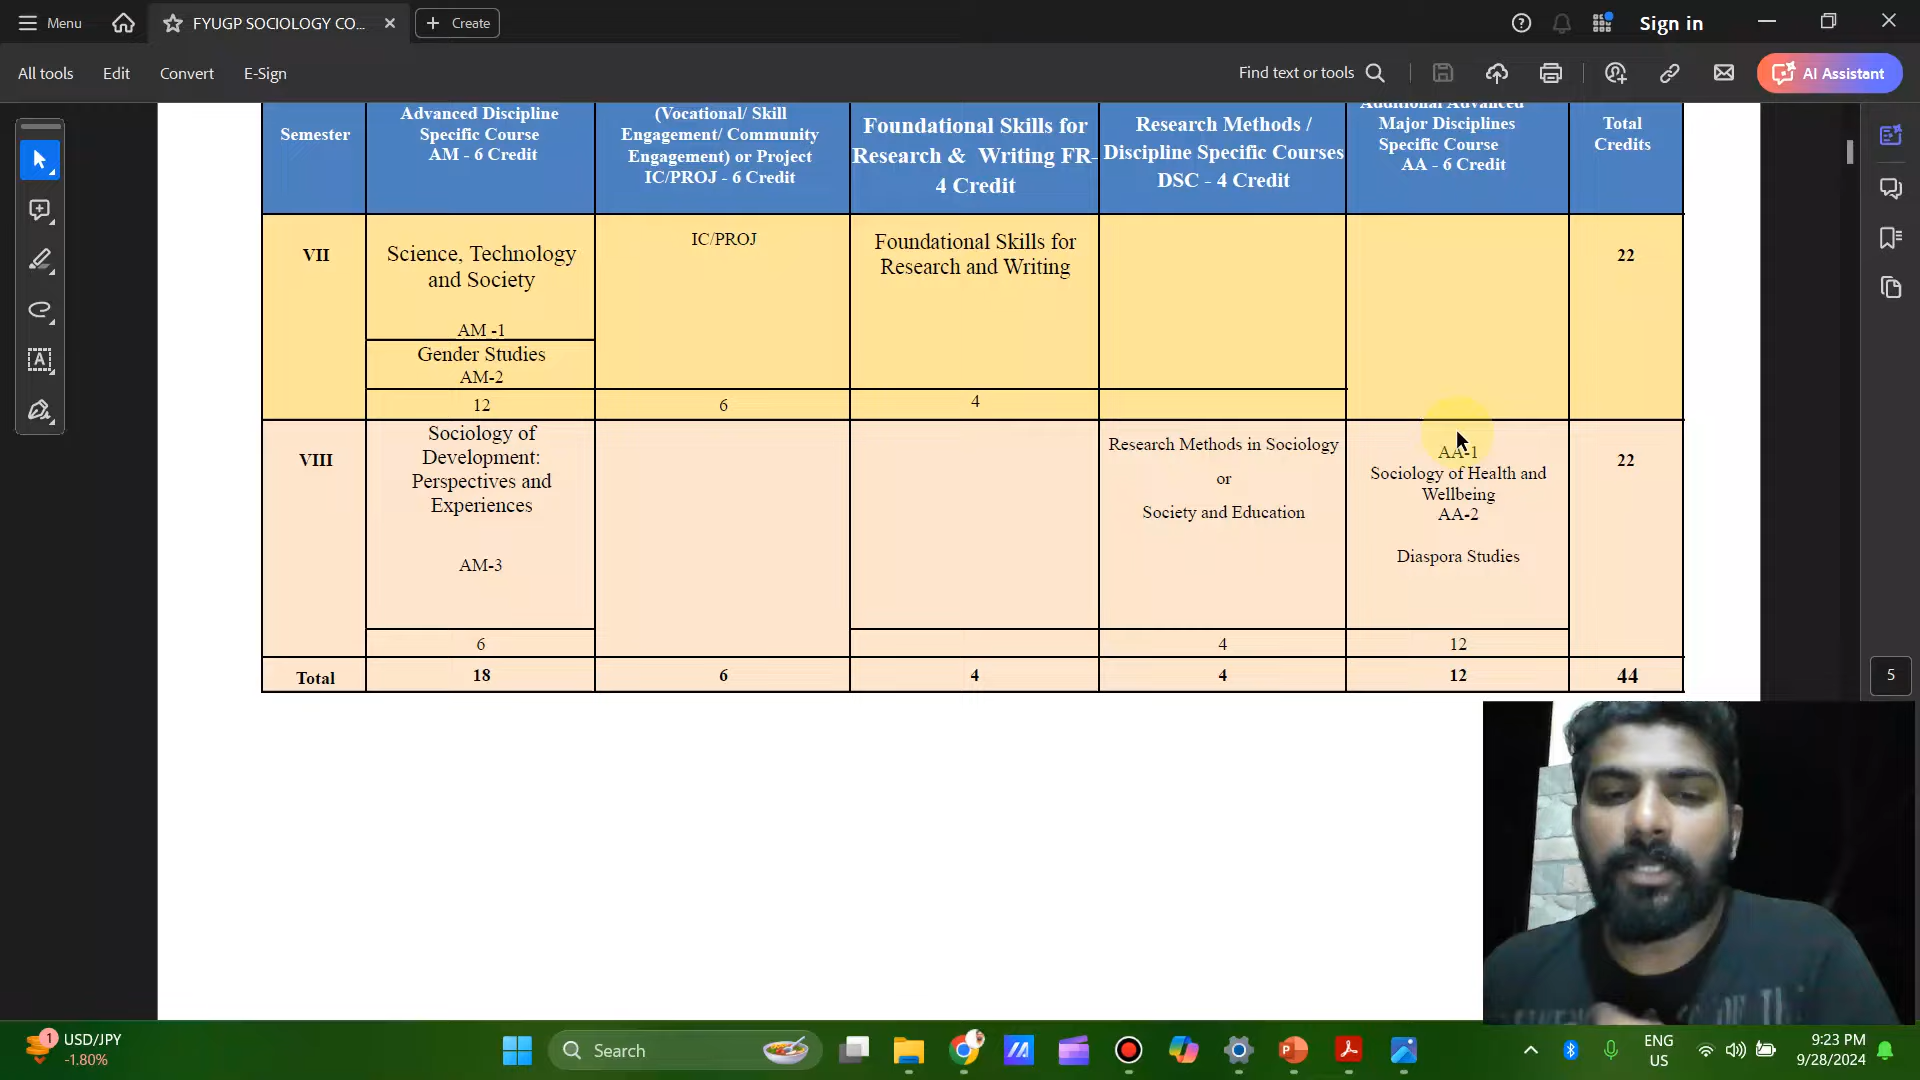 Menu
FYUGP SOCIOLOGY CO...
Create
Sign in
All tools
Edit
Convert
E-Sign
Find text or tools
AI Assistant
Semester
Advanced Discipline
Specific Course
AM - 6 Credit
(Vocational/ Skill
Engagement/ Community
Engagement) or Project
IC/PROJ - 6 Credit
Foundational Skills for
Research & Writing FR-
4 Credit
Research Methods /
Discipline Specific Courses
DSC - 4 Credit
Additional Advanced
Major Disciplines
Specific Course
AA - 6 Credit
Total
Credits
VII
Science, Technology
and Society
AM -1
Gender Studies
AM-2
12
IC/PROJ
6
Foundational Skills for
Research and Writing
4
22
VIII
Sociology of
Development:
Perspectives and
Experiences
AM-3
6
Research Methods in Sociology
or
Society and Education
4
AA-1
Sociology of Health and
Wellbeing
AA-2
Diaspora Studies
12
22
Total
18
6
4
4
12
44
5
1
USD/JPY
-1.80%
Search
ENG
US
9:23 PM
9/28/2024